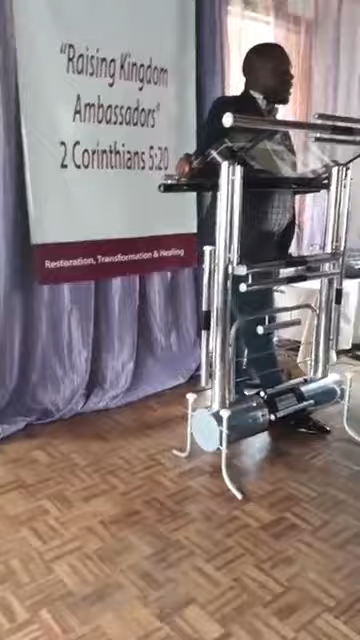 “Raising Kingdom
Ambassadors”
2 Corinthians 5:20
Restoration, Transformation & Healing